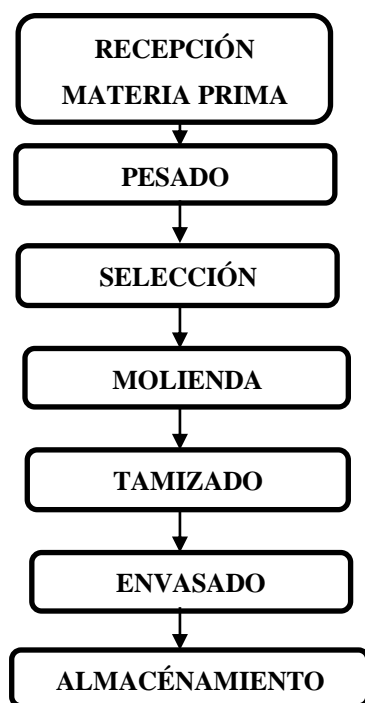 RECEPCIÓN
MATERIA PRIMA
PESADO
SELECCIÓN
MOLIENDA
TAMIZADO
ENVASADO
ALMACÉNAMIENTO